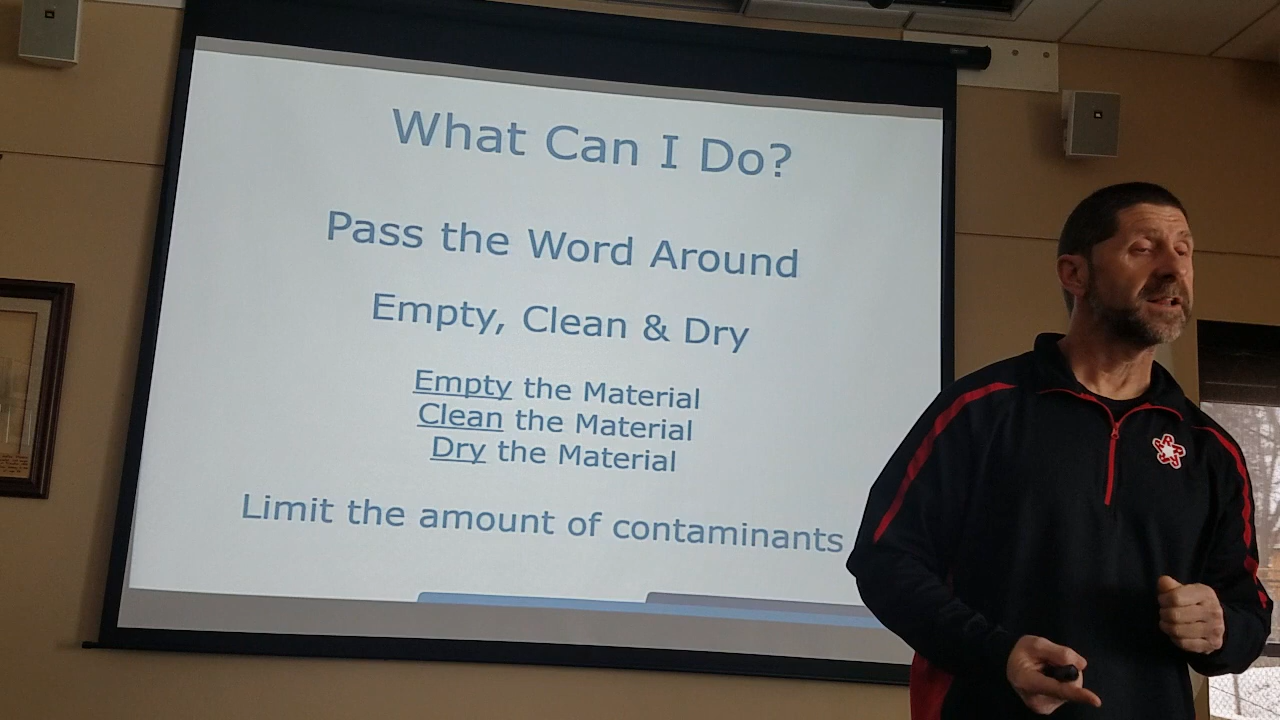 What Can I Do?
Pass the Word Around
Empty, Clean & Dry
Empty the Material
Clean the Material
Dry the Material
Limit the amount of contaminants